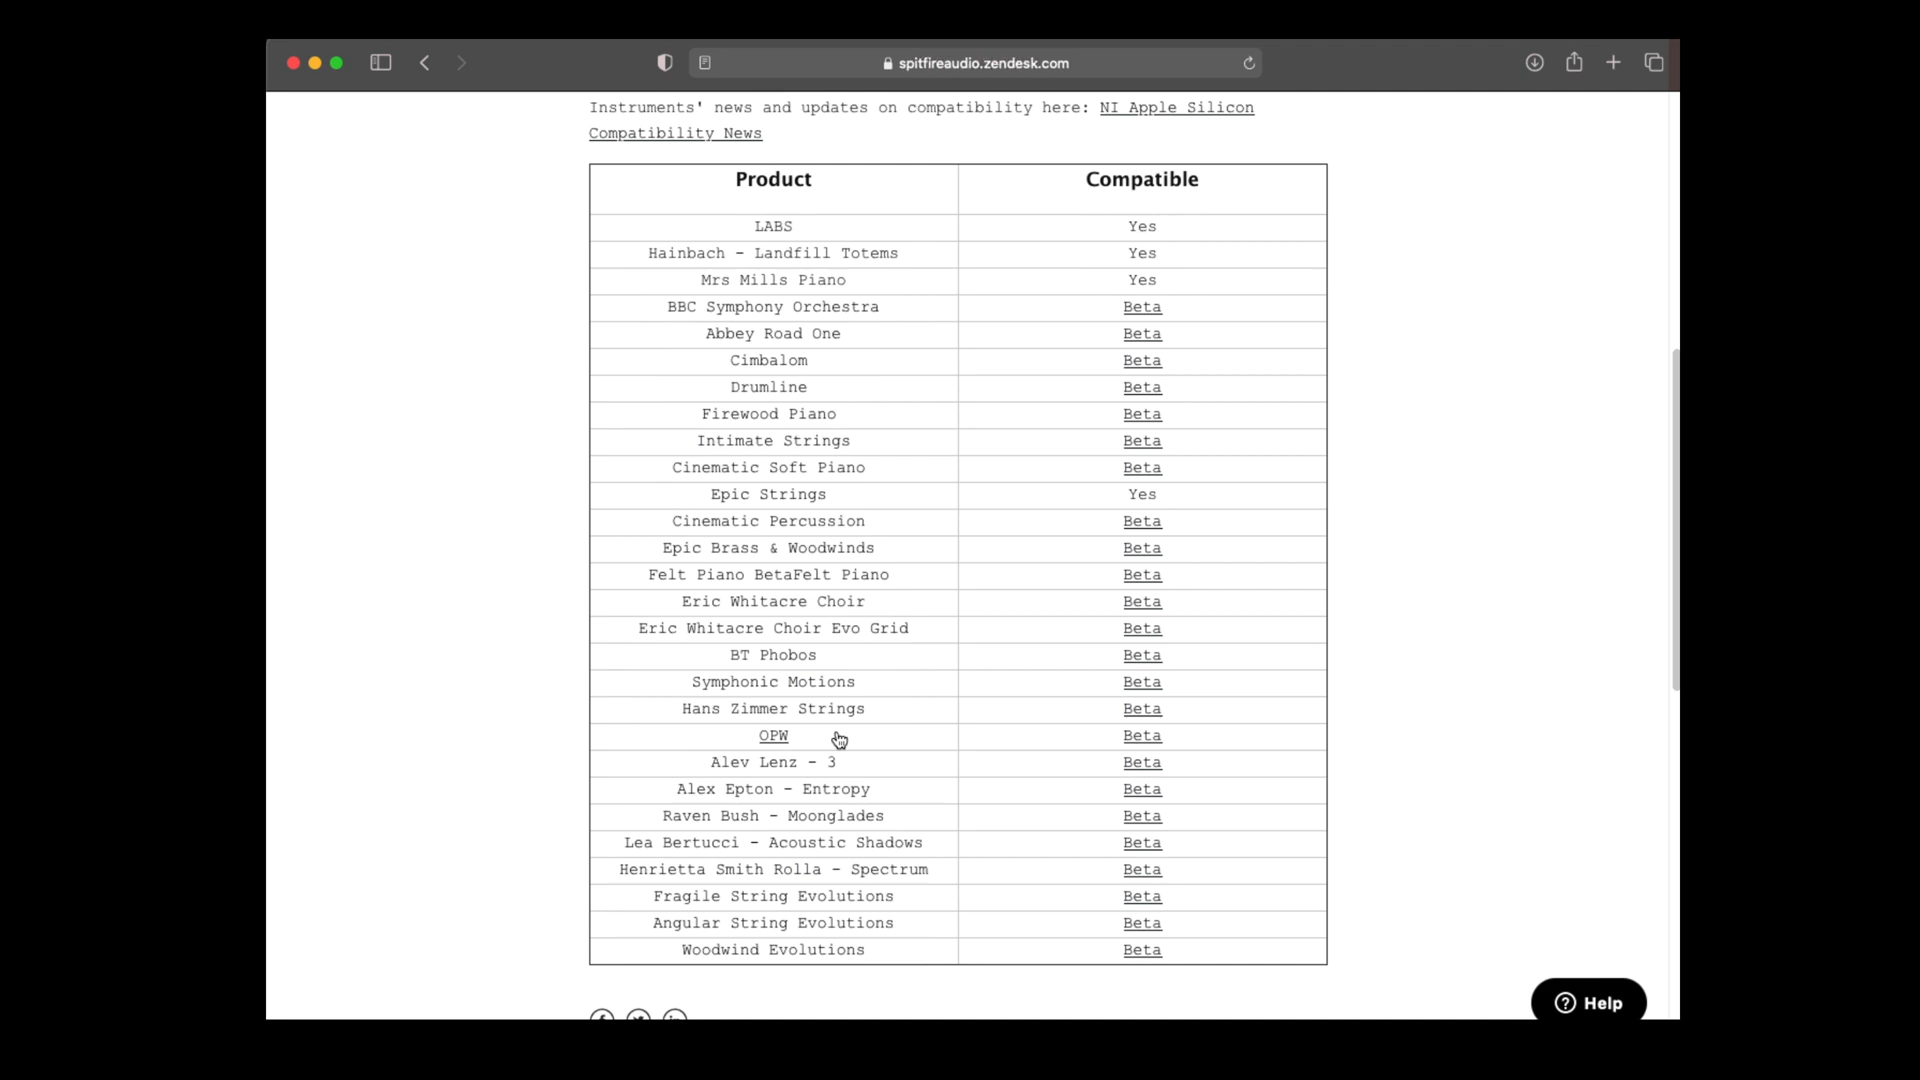 spitfireaudio.zendesk.com
Instruments' news and updates on compatibility here: NI Apple Silicon
Compatibility News
Product Compatible
LABS Yes
Hainbach - Landfill Totems Yes
Mrs Mills Piano Yes
BBC Symphony Orchestra Beta
Abbey Road One Beta
Cimbalom Beta
Drumline Beta
Firewood Piano Beta
Intimate Strings Beta
Cinematic Soft Piano Beta
Epic Strings Yes
Cinematic Percussion Beta
Epic Brass & Woodwinds Beta
Felt Piano BetaFelt Piano Beta
Eric Whitacre Choir Beta
Eric Whitacre Choir Evo Grid Beta
BT Phobos Beta
Symphonic Motions Beta
Hans Zimmer Strings Beta
OPW Beta
Alev Lenz - 3 Beta
Alex Epton - Entropy Beta
Raven Bush - Moonglades Beta
Lea Bertucci - Acoustic Shadows Beta
Henrietta Smith Rolla - Spectrum Beta
Fragile String Evolutions Beta
Angular String Evolutions Beta
Woodwind Evolutions Beta
Help